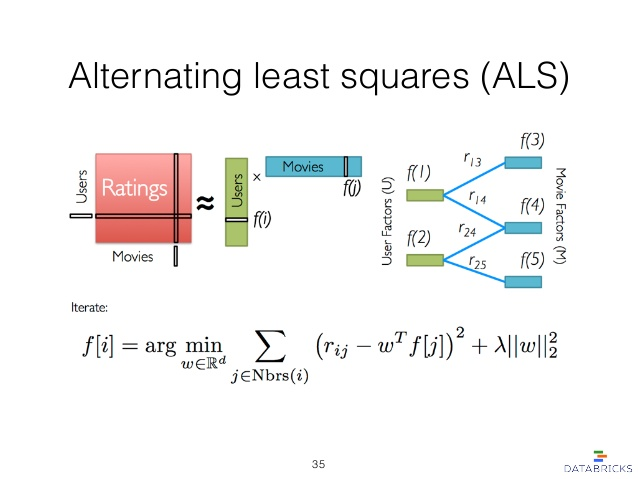 Alternating least squares (ALS)
Users
Ratings
Movies
≈
Users
x
Movies
f(j)
f(i)
User Factors (U)
f(1)
f(2)
r13
r14
r24
r25
f(3)
f(4)
f(5)
Movie Factors (M)
Iterate:
f[i] = arg min_{w∈ℝ^d} ∑_{j∈Nbrs(i)} (r_{ij} − w^T f[j])^2 + λ||w||_2^2
35
DATABRICKS